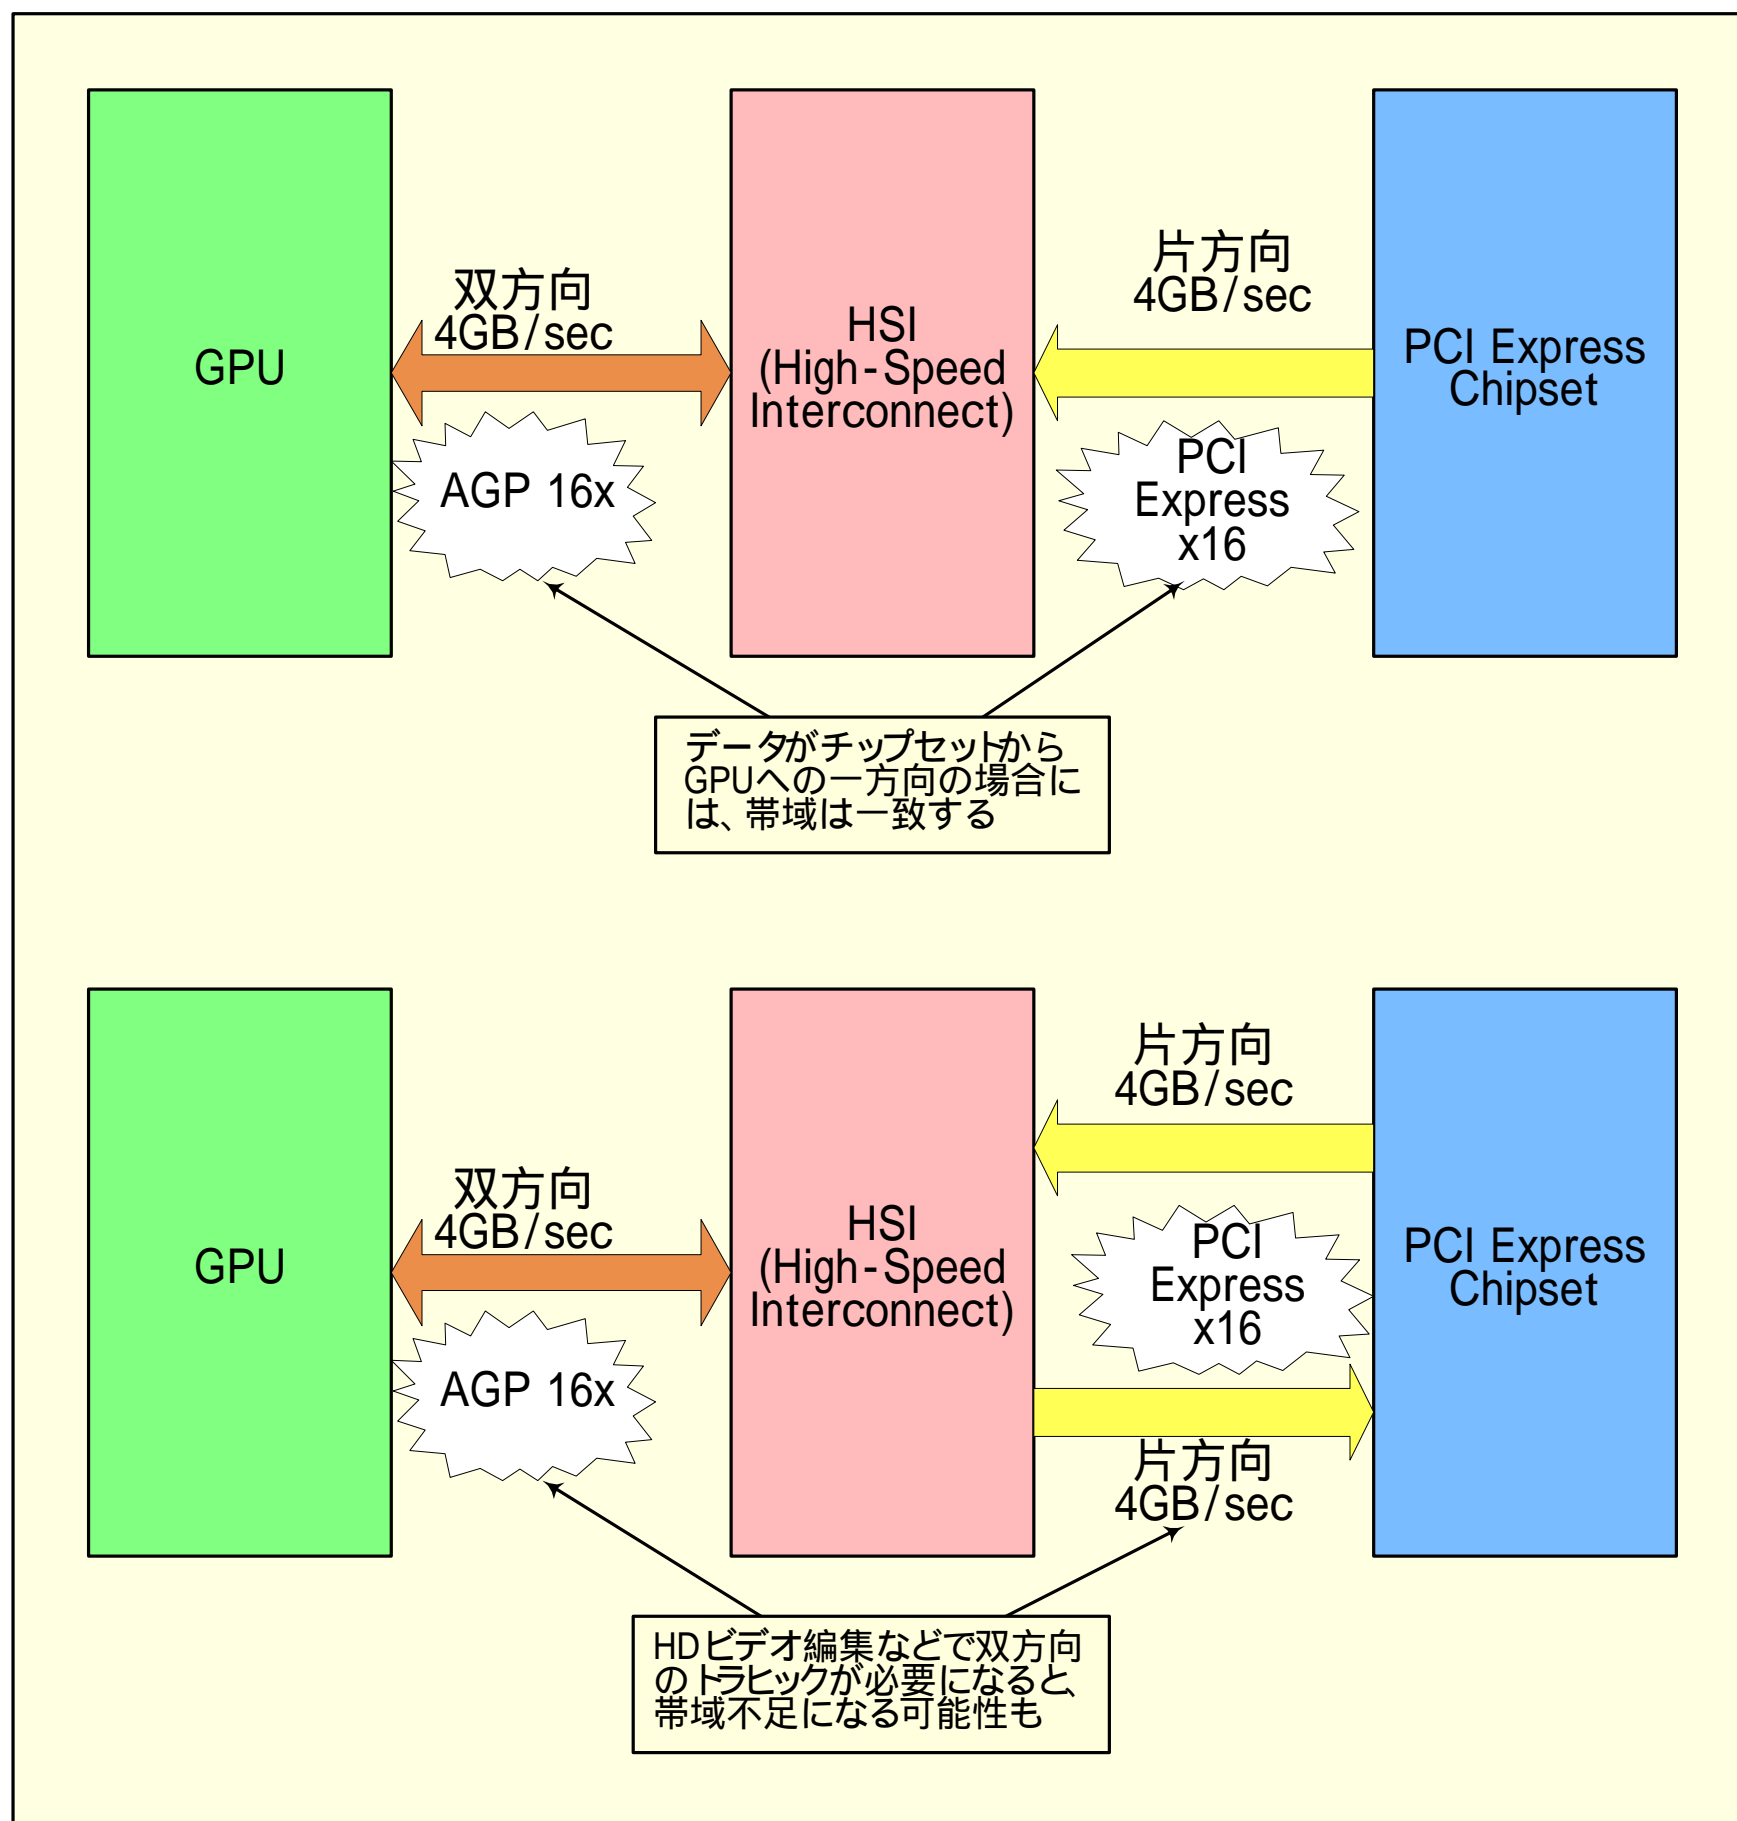 双方向
4GB/sec
片方向
4GB/sec
GPU
HSI
(High-Speed
Interconnect)
PCI Express
Chipset
AGP 16x
PCI
Express
x16
データがチップセットから
GPUへの一方向の場合に
は、帯域は一致する
片方向
4GB/sec
双方向
4GB/sec
GPU
HSI
(High-Speed
Interconnect)
PCI
Express
x16
PCI Express
Chipset
AGP 16x
片方向
4GB/sec
HDビデオ編集などで双方向
のトラヒックが必要になると、
帯域不足になる可能性も